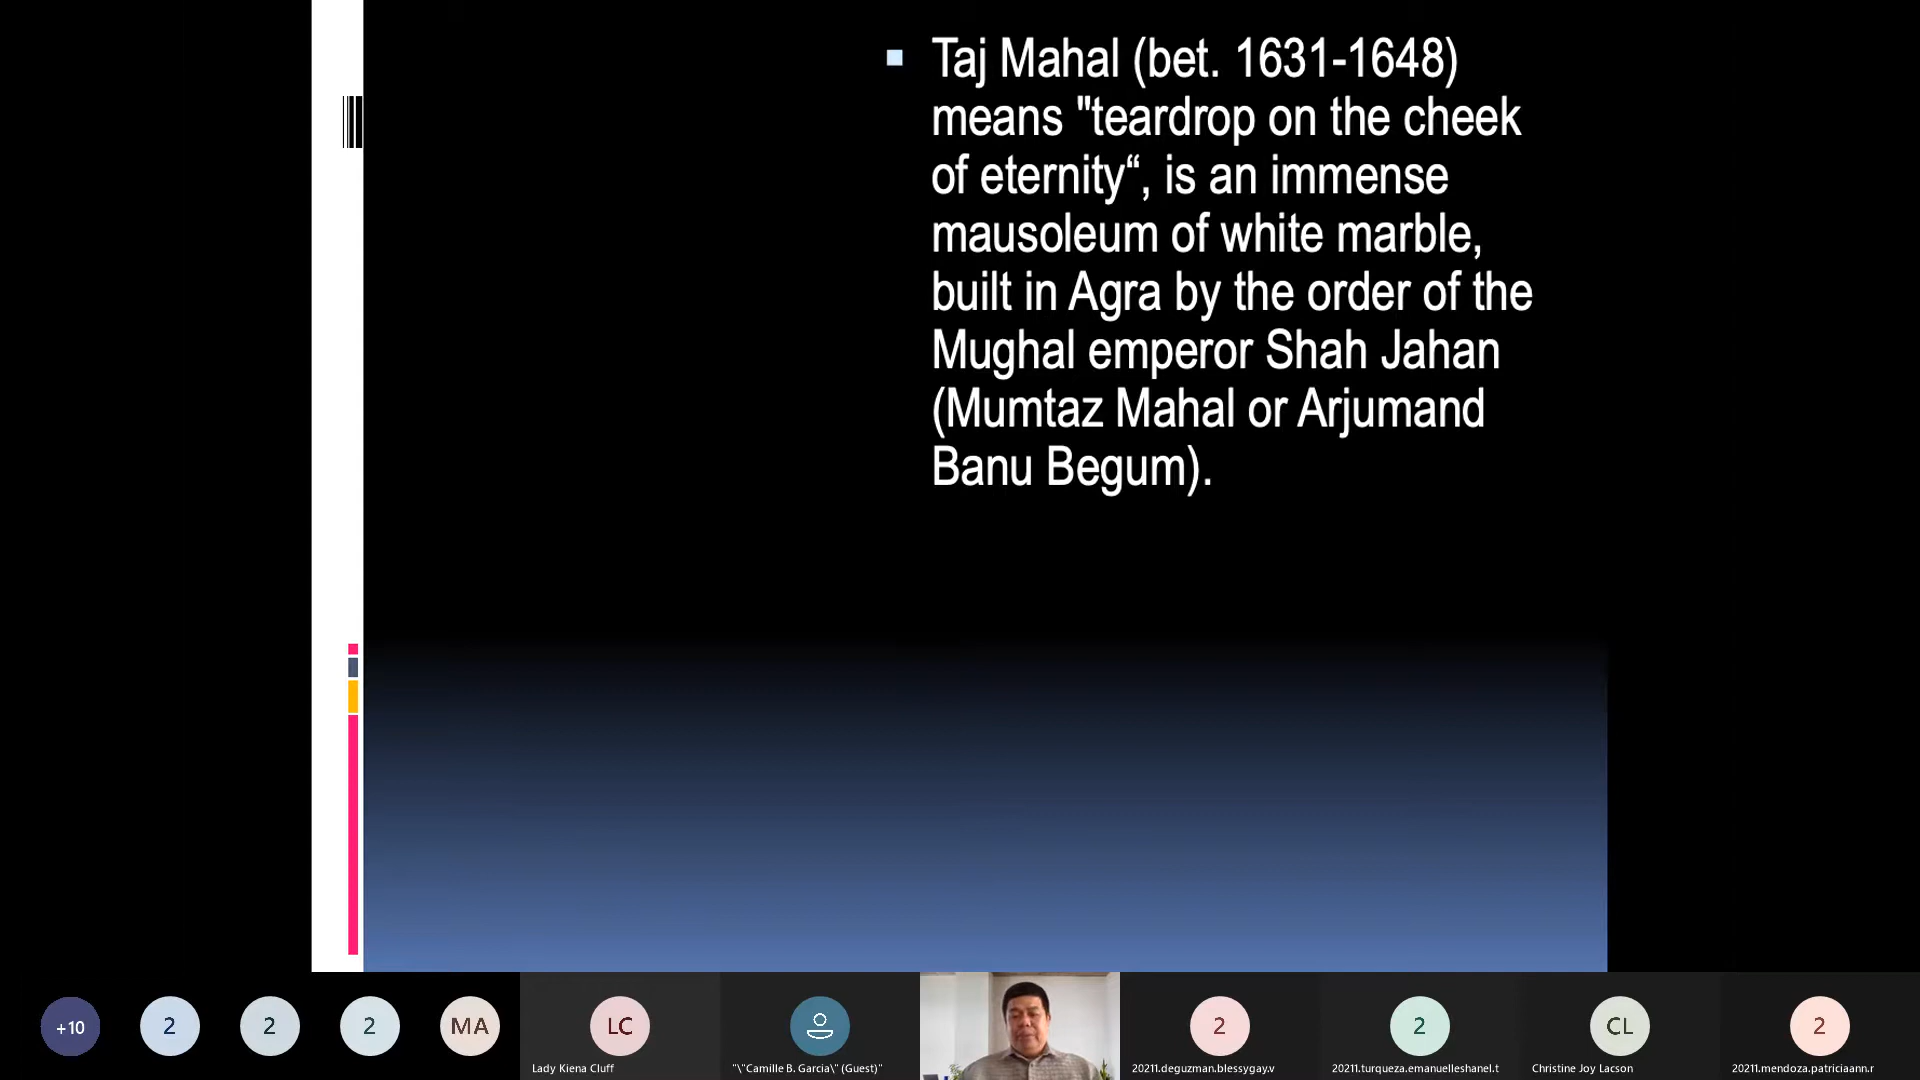 Taj Mahal (bet. 1631-1648)
means "teardrop on the cheek
of eternity“, is an immense
mausoleum of white marble,
built in Agra by the order of the
Mughal emperor Shah Jahan
(Mumtaz Mahal or Arjumand
Banu Begum).
+10
2
2
2
MA
LC
2
2
CL
2
Lady Kiena Cluff
"\"Camille B. Garcia\" (Guest)"
20211.deguzman.blessygay.v
20211.turqueza.emanuelleshanel.t
Christine Joy Lacson
20211.mendoza.patriciaann.r